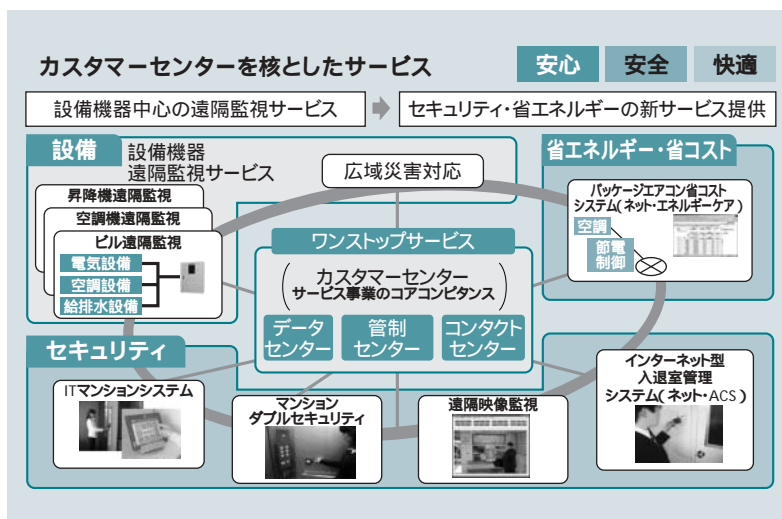 カスタマーセンターを核としたサービス
安心
安全
快適
設備機器中心の遠隔監視サービス
セキュリティ・省エネルギーの新サービス提供
設備
設備機器
遠隔監視サービス
昇降機遠隔監視
空調機遠隔監視
ビル遠隔監視
電気設備
空調設備
給排水設備
広域災害対応
省エネルギー・省コスト
パッケージエアコン省コスト
システム(ネット・エネルギーケア)
空調
節電
制御
ワンストップサービス
カスタマーセンター
サービス事業のコアコンピタンス
データ
センター
管制
センター
コンタクト
センター
セキュリティ
ITマンションシステム
マンション
ダブルセキュリティ
遠隔映像監視
インターネット型
入退室管理
システム(ネット・ACS)